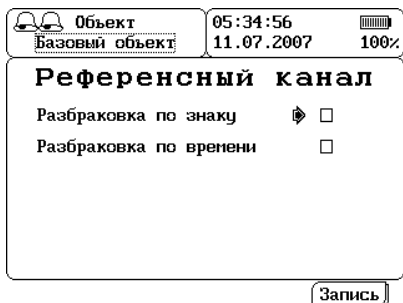 Объект
Базовый объект
05:34:56
11.07.2007
100%
Референсный канал
Разбраковка по знаку
Разбраковка по времени
Запись